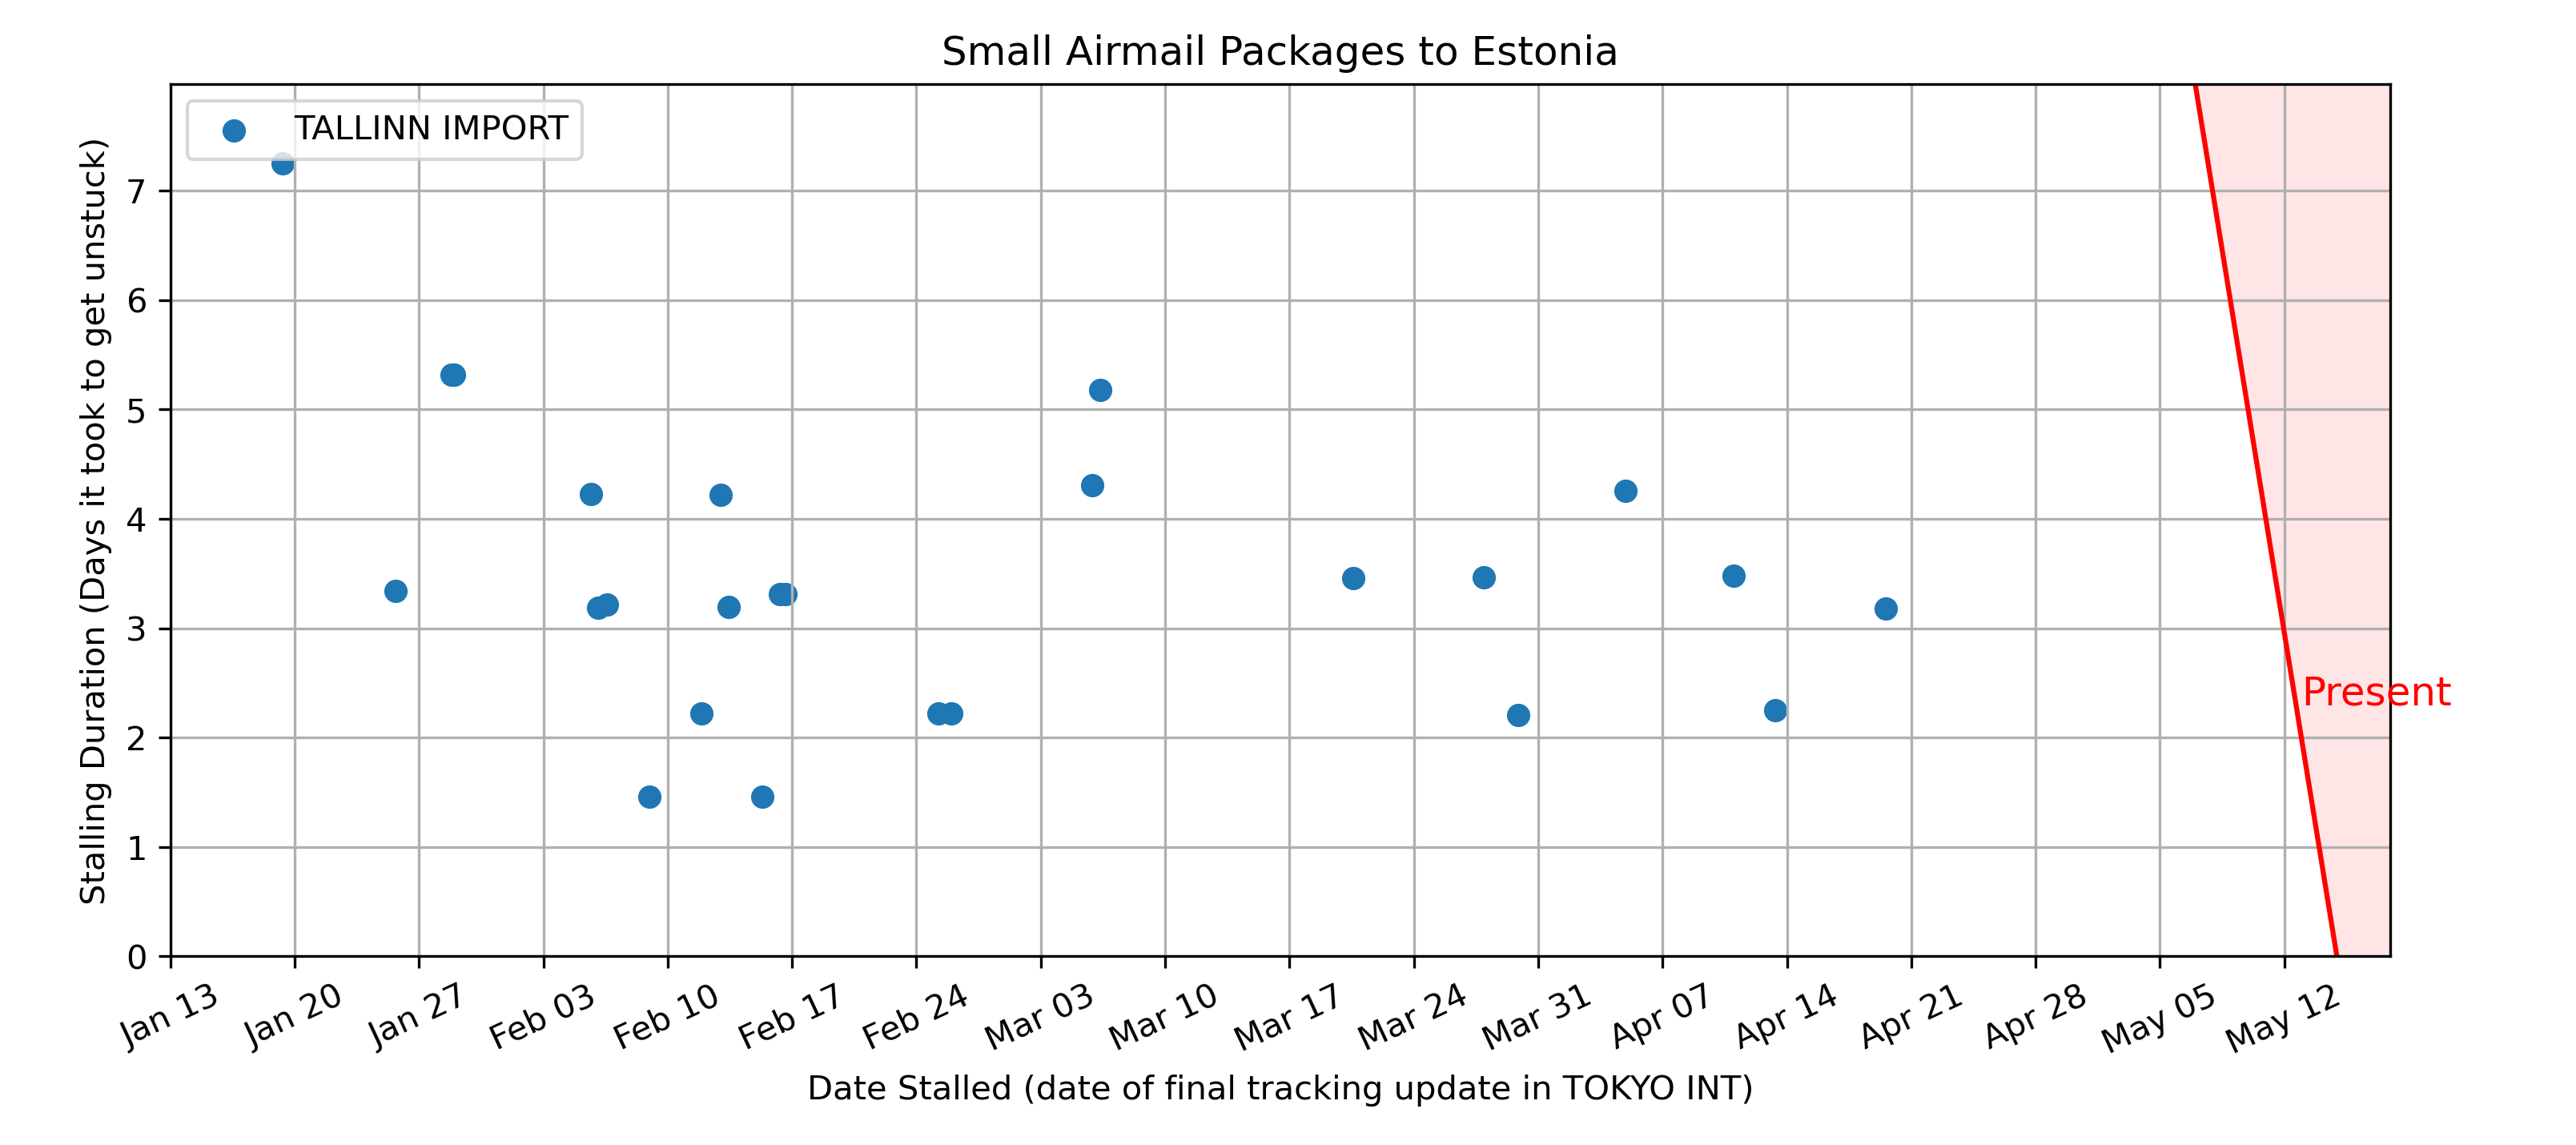 Small Airmail Packages to Estonia
TALLINN IMPORT
Stalling Duration (Days it took to get unstuck)
7
6
5
4
3
2
1
0
Present
Jan 13
Jan 20
Jan 27
Feb 03
Feb 10
Feb 17
Feb 24
Mar 03
Mar 10
Mar 17
Mar 24
Mar 31
Apr 07
Apr 14
Apr 21
Apr 28
May 05
May 12
Date Stalled (date of final tracking update in TOKYO INT)